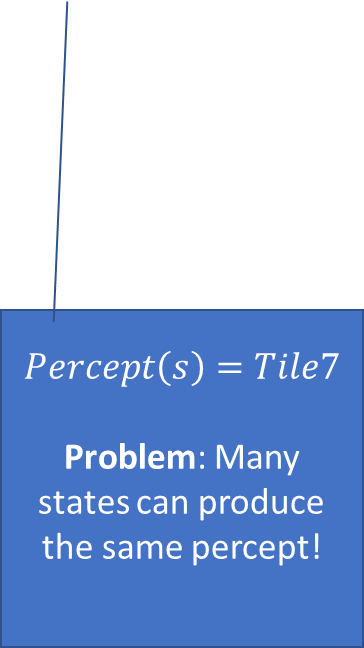 Percept(s) = Tile7
Problem: Many
states can produce
the same percept!